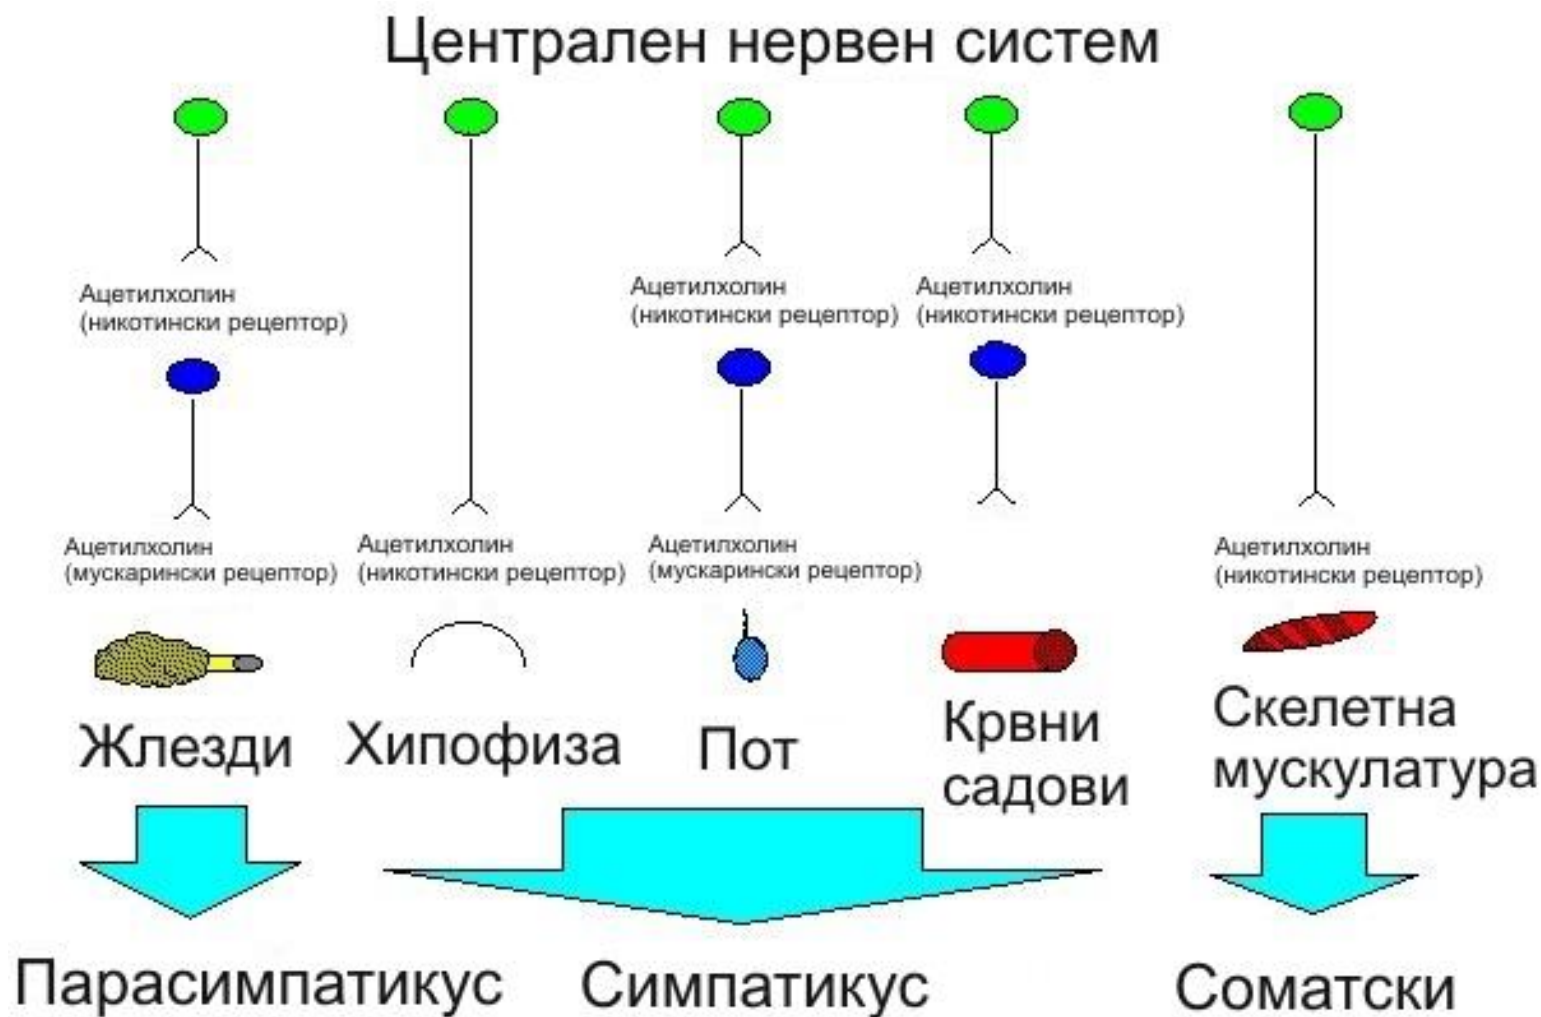 Централен нервен систем
Ацетилхолин
(никотински рецептор)
Ацетилхолин
(никотински рецептор)
Ацетилхолин
(никотински рецептор)
Ацетилхолин
(мускарински рецептор)
Ацетилхолин
(никотински рецептор)
Ацетилхолин
(мускарински рецептор)
Ацетилхолин
(никотински рецептор)
Жлезди
Хипофиза
Пот
Крвни
садови
Скелетна
мускулатура
Парасимпатикус
Симпатикус
Соматски